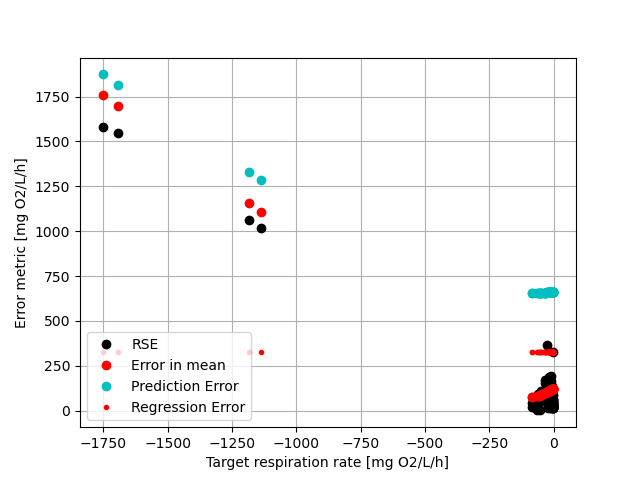 1750
1500
1250
1000
750
500
250
0
Error metric [mg O2/L/h]
RSE
Error in mean
Prediction Error
Regression Error
−1750 −1500 −1250 −1000 −750 −500 −250 0
Target respiration rate [mg O2/L/h]